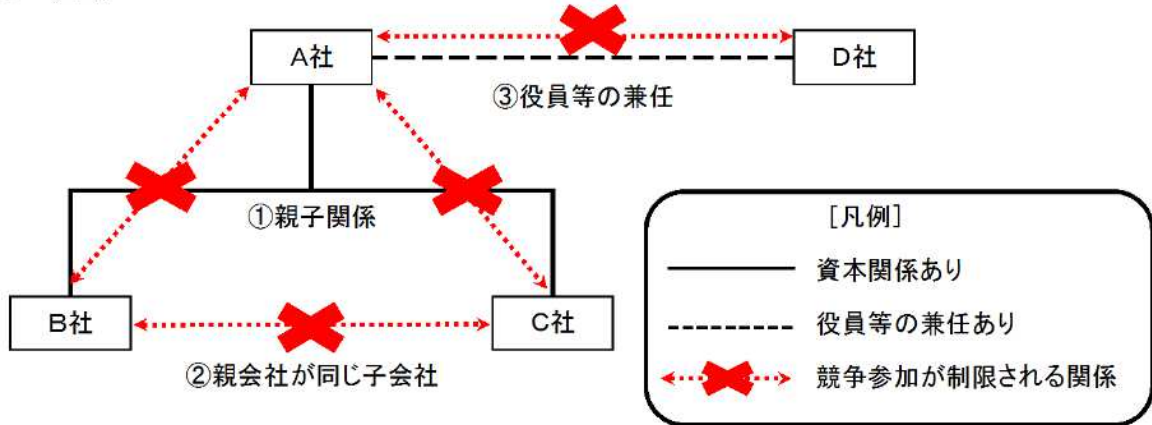 A社
D社
③役員等の兼任
①親子関係
B社
C社
②親会社が同じ子会社
[凡例]
資本関係あり
役員等の兼任あり
競争参加が制限される関係